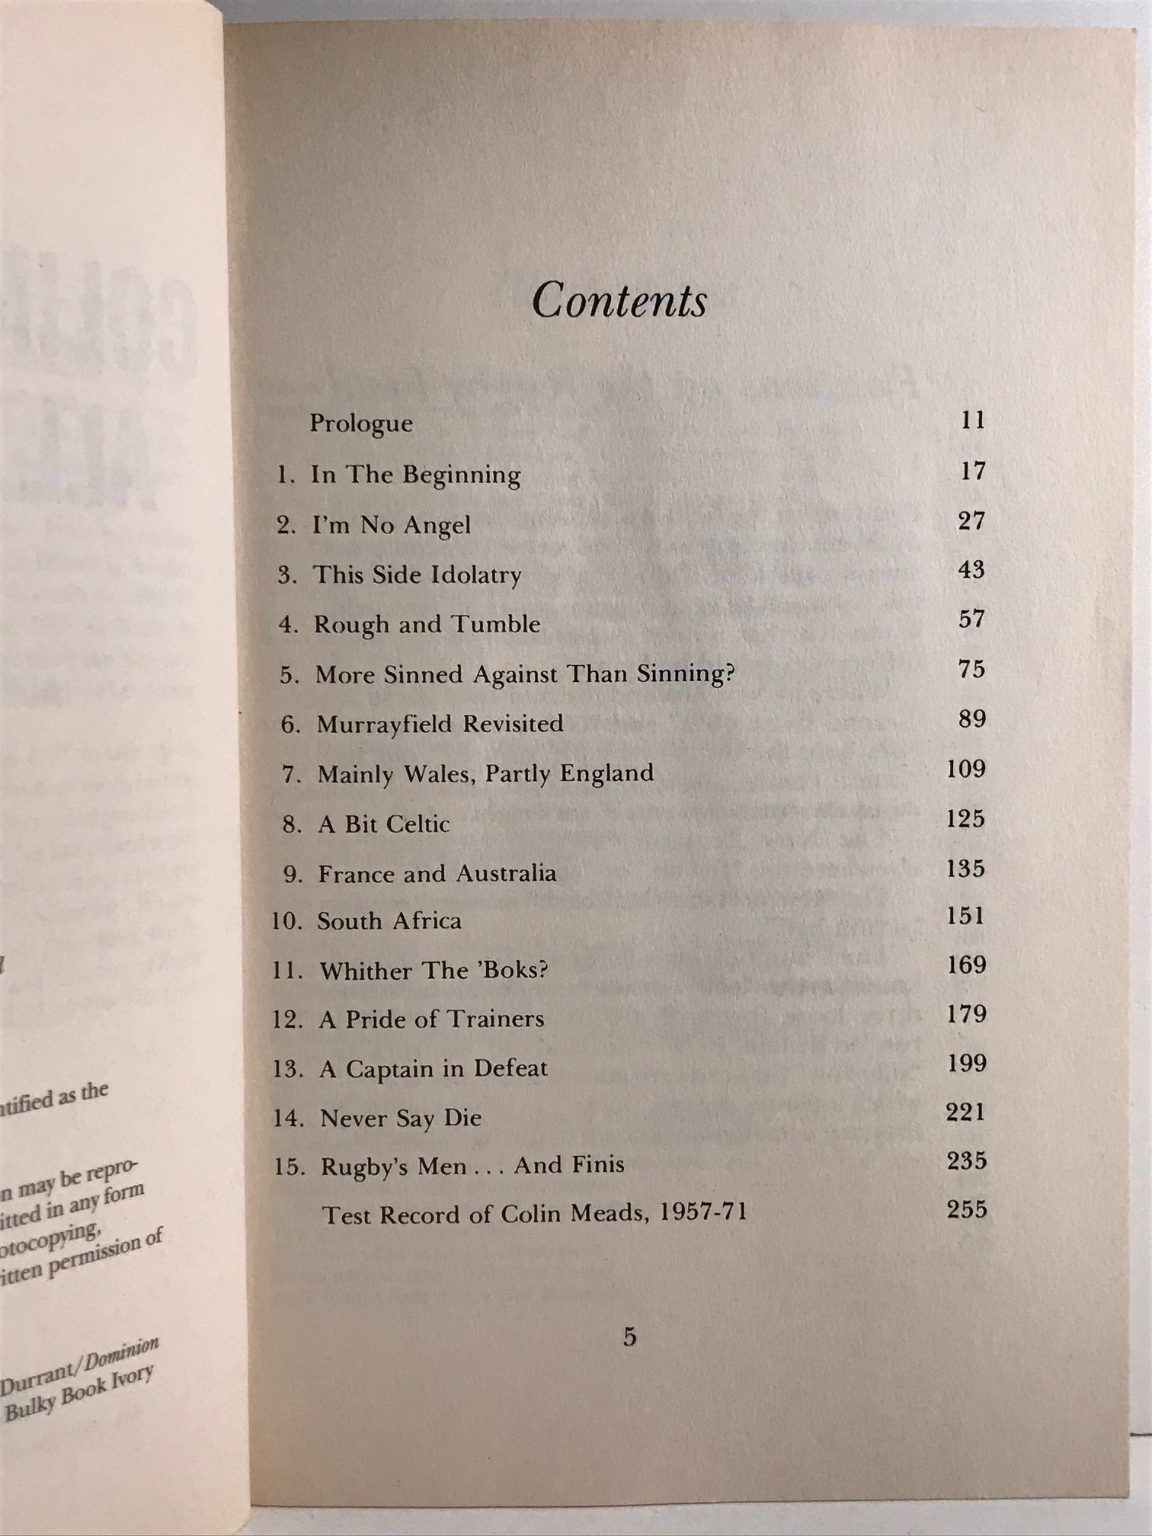 ntified as the
n may be repro-
itted in any form
otocopying,
itten permission of
Durrant/Dominion
Bulky Book Ivory
Contents
Prologue 11
1. In The Beginning 17
2. I'm No Angel 27
3. This Side Idolatry 43
4. Rough and Tumble 57
5. More Sinned Against Than Sinning? 75
6. Murrayfield Revisited 89
7. Mainly Wales, Partly England 109
8. A Bit Celtic 125
9. France and Australia 135
10. South Africa 151
11. Whither The 'Boks? 169
12. A Pride of Trainers 179
13. A Captain in Defeat 199
14. Never Say Die 221
15. Rugby's Men . . . And Finis 235
Test Record of Colin Meads, 1957-71 255
5